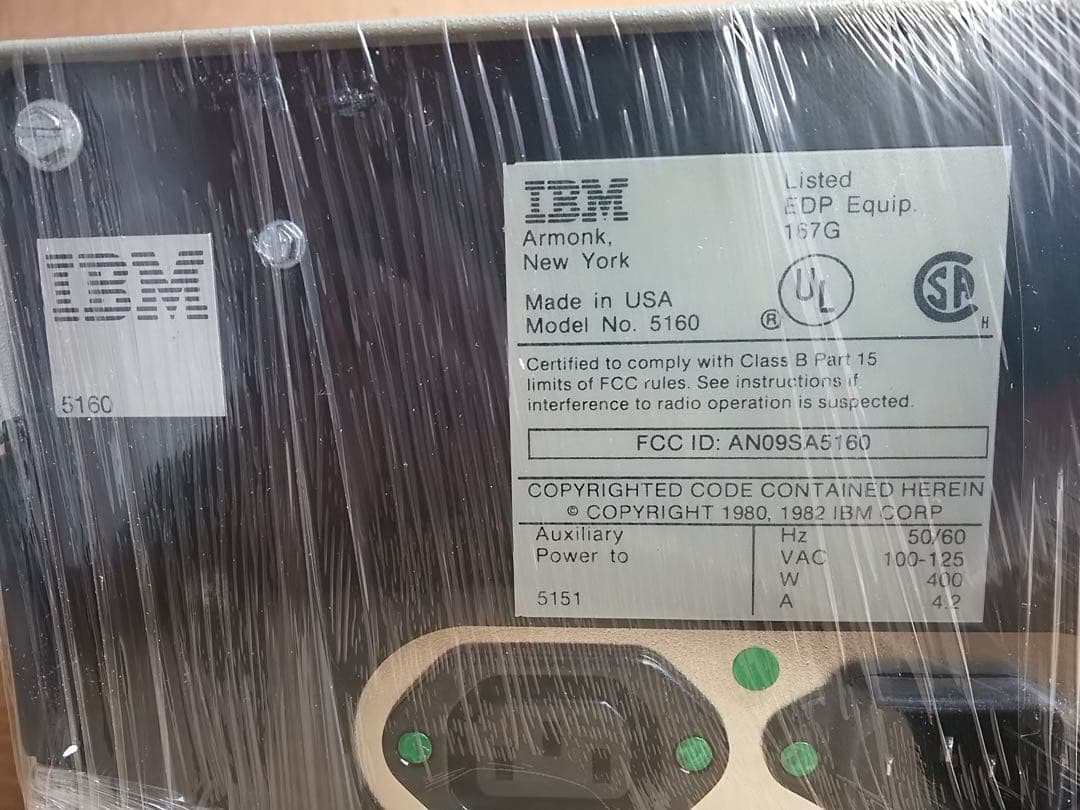 IBM
5160
IBM
Armonk,
New York
Made in USA
Model No. 5160
Listed
EDP Equip.
167G
® UL
SA H
Certified to comply with Class B Part 15
limits of FCC rules. See instructions if
interference to radio operation is suspected.
FCC ID: AN09SA5160
COPYRIGHTED CODE CONTAINED HEREIN
© COPYRIGHT 1980, 1982 IBM CORP
Auxiliary
Power to
5151
Hz 50/60
VAC 100-125
W 400
A 4.2